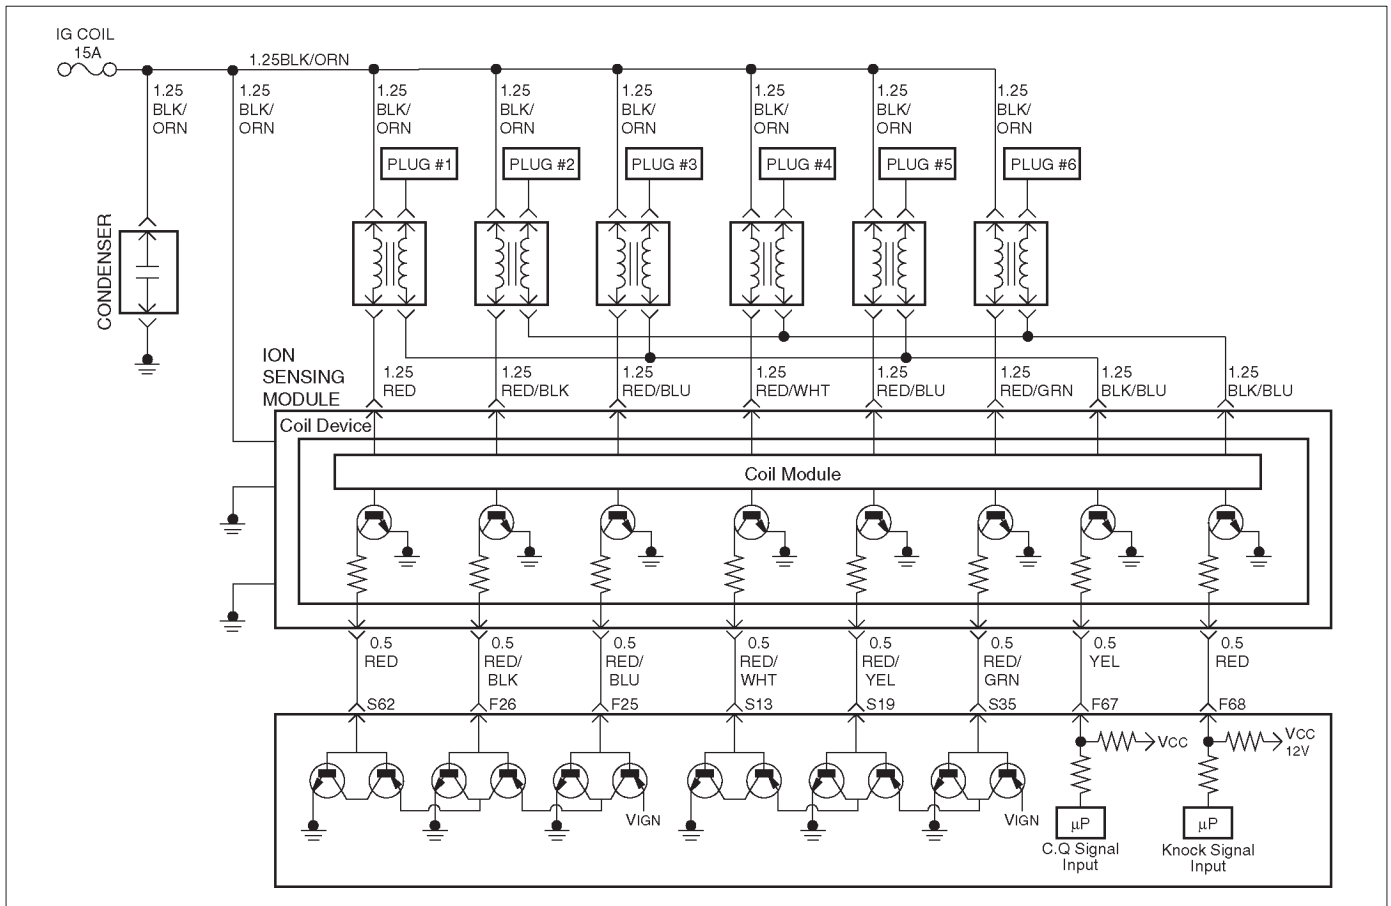 IG COIL
15A
1.25BLK/ORN
1.25
BLK/
ORN
1.25
BLK/
ORN
1.25
BLK/
ORN
1.25
BLK/
ORN
1.25
BLK/
ORN
1.25
BLK/
ORN
1.25
BLK/
ORN
1.25
BLK/
ORN
PLUG #1
PLUG #2
PLUG #3
PLUG #4
PLUG #5
PLUG #6
CONDENSER
ION
SENSING
MODULE
1.25
RED
1.25
RED/BLK
1.25
RED/BLU
1.25
RED/WHT
1.25
RED/BLU
1.25
RED/GRN
1.25
BLK/BLU
1.25
BLK/BLU
Coil Device
Coil Module
0.5
RED
0.5
RED/
BLK
0.5
RED/
BLU
0.5
RED/
WHT
0.5
RED/
YEL
0.5
RED/
GRN
0.5
YEL
0.5
RED
S62
F26
F25
S13
S19
S35
F67
F68
VCC
VCC
12V
VIGN
VIGN
µP
C.Q Signal
Input
µP
Knock Signal
Input